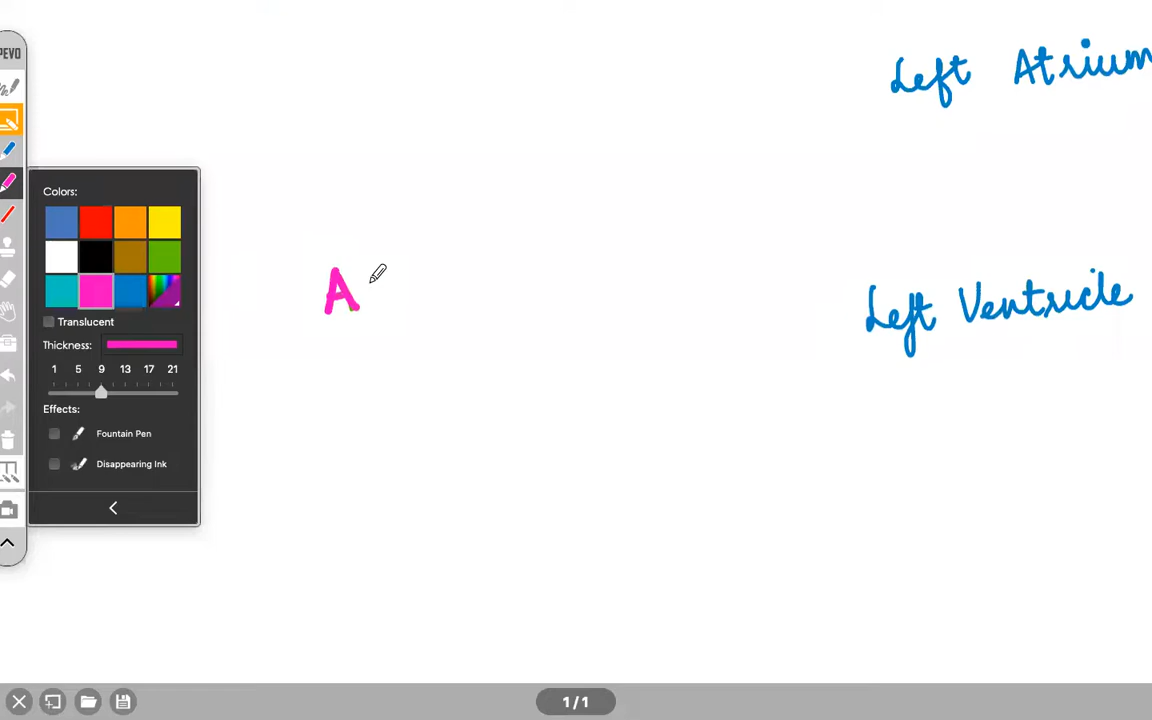 PEVO
Left Atrium
Colors:
A
Left Ventricle
Translucent
Thickness:
1 5 9 13 17 21
Effects:
Fountain Pen
Disappearing Ink
1/1